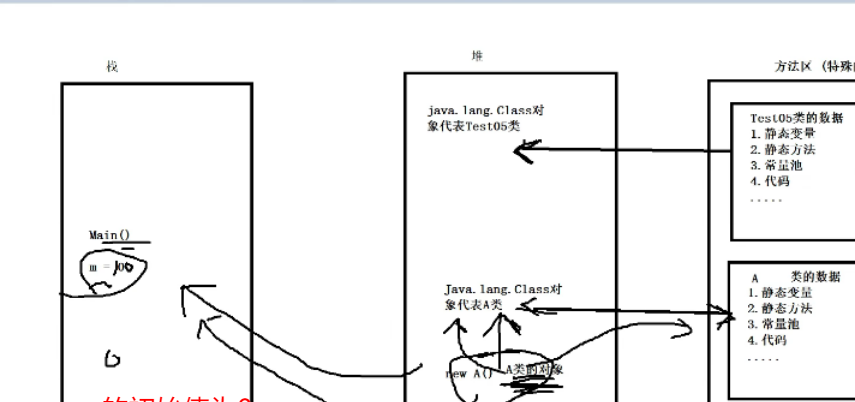 栈
堆
方法区 (特殊
java.lang.Class对
象代表Test05类
Test05类的数据
1.静态变量
2.静态方法
3.常量池
4.代码
.....
Main()
m = 100
Java.lang.Class对
象代表A类
A 类的数据
1.静态变量
2.静态方法
3.常量池
4.代码
.....
new A() A类的对象